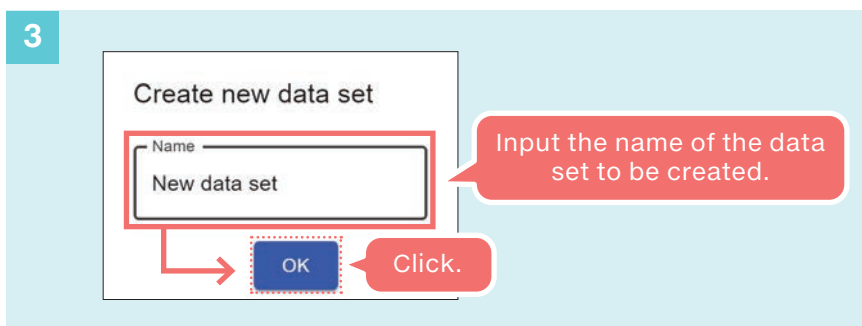 3
Create new data set
Name
New data set
Input the name of the data
set to be created.
OK
Click.